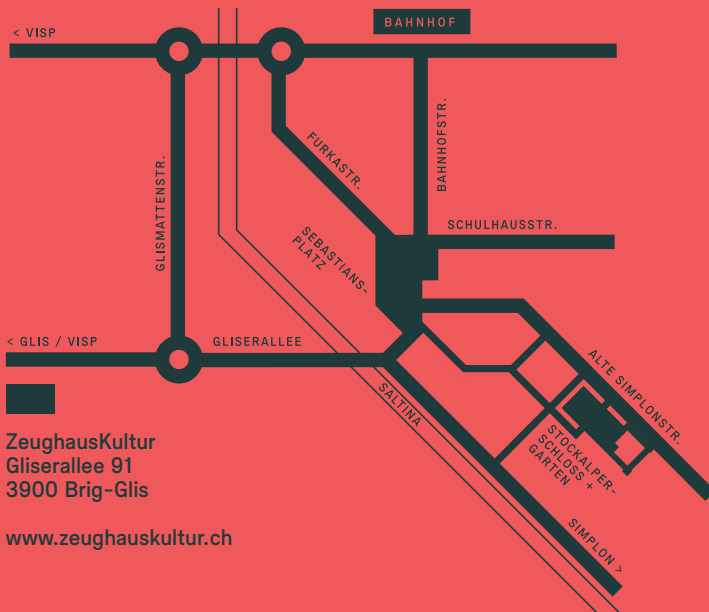 BAHNHOF
< VISP
FURKASTR.
BAHNHOFSTR.
GLISMATTENSTR.
SCHULHAUSSTR.
SEBASTIANS-
PLATZ
< GLIS / VISP
GLISERALLEE
ALTE SIMPLONSTR.
SALTINA
STOCKALPER-
SCHLOSS +
GARTEN
SIMPLON >
ZeughausKultur
Gliserallee 91
3900 Brig-Glis
www.zeughauskultur.ch